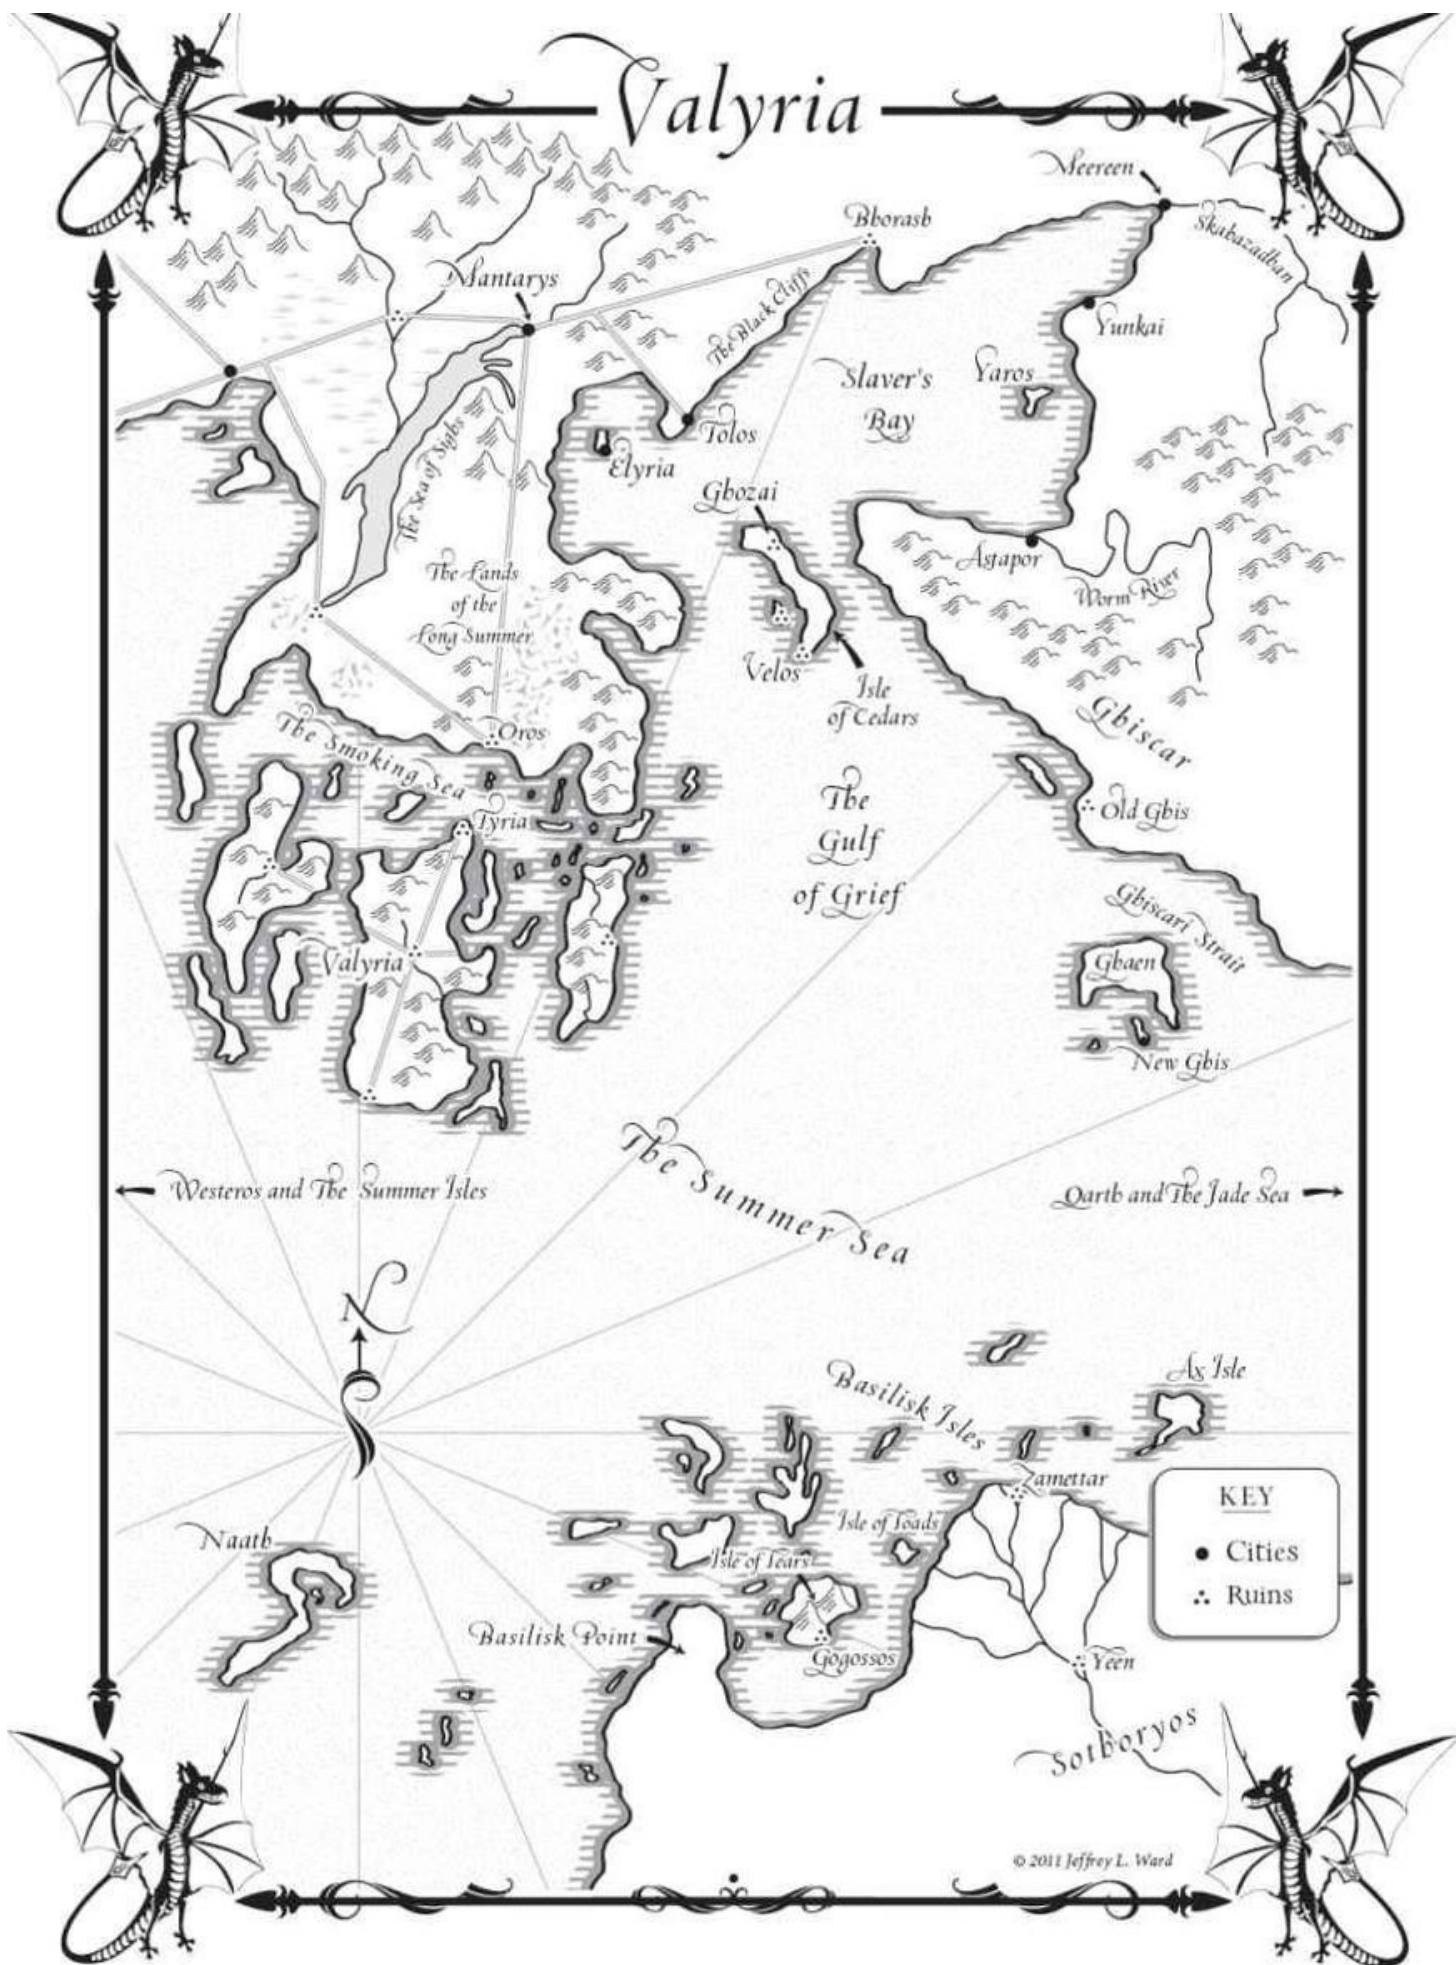 Valyria
Meereen
Bhorash
Skahazadhan
Mantarys
The Black Cliffs
Yunkai
Slaver's
Bay
Yaros
Tolos
Elyria
The Sea of Sighs
Ghozai
Astapor
Worm River
The Lands
of the
Long Summer
Velos
Isle
of Cedars
Ghiscar
Oros
The Smoking Sea
Tyria
The
Gulf
of Grief
Old Ghis
Ghiscari Strait
Valyria
Ghaen
New Ghis
The Summer Sea
Westeros and The Summer Isles
Qarth and The Jade Sea
N
Basilisk Isles
Ax Isle
Zamettar
KEY
Cities
Ruins
Isle of Toads
Naath
Isle of Tears
Basilisk Point
Gogossos
Yeen
Sothoryos
© 2011 Jeffrey L. Ward